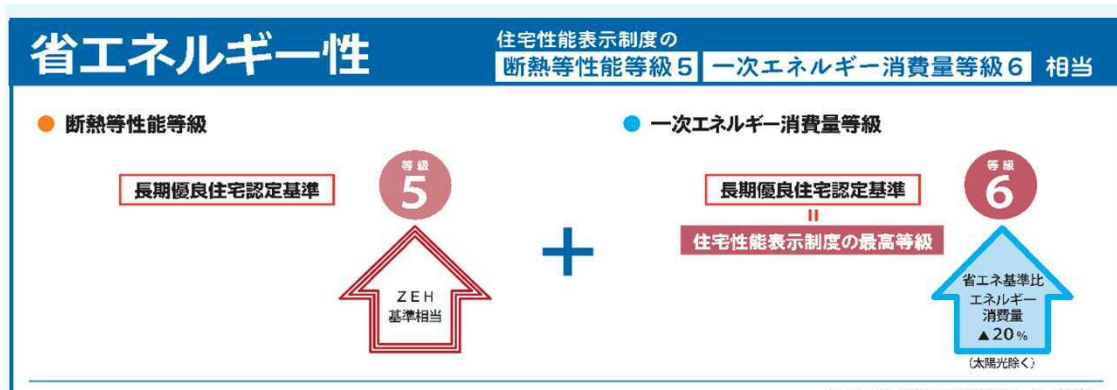 省エネルギー性
住宅性能表示制度の
断熱等性能等級5 一次エネルギー消費量等級6 相当
断熱等性能等級
長期優良住宅認定基準
等級
5
ZEH
基準相当
+
一次エネルギー消費量等級
長期優良住宅認定基準
=
住宅性能表示制度の最高等級
等級
6
省エネ基準比
エネルギー
消費量
▲20%
(太陽光除く)